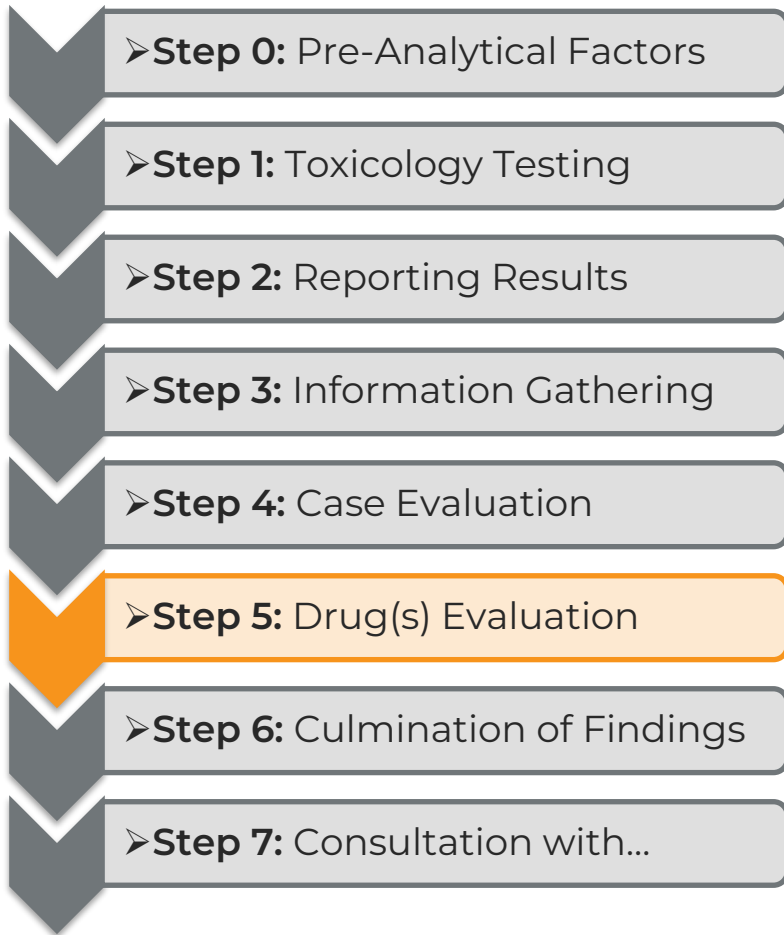 ➢Step 0: Pre-Analytical Factors
➢Step 1: Toxicology Testing
➢Step 2: Reporting Results
➢Step 3: Information Gathering
➢Step 4: Case Evaluation
➢Step 5: Drug(s) Evaluation
➢Step 6: Culmination of Findings
➢Step 7: Consultation with...